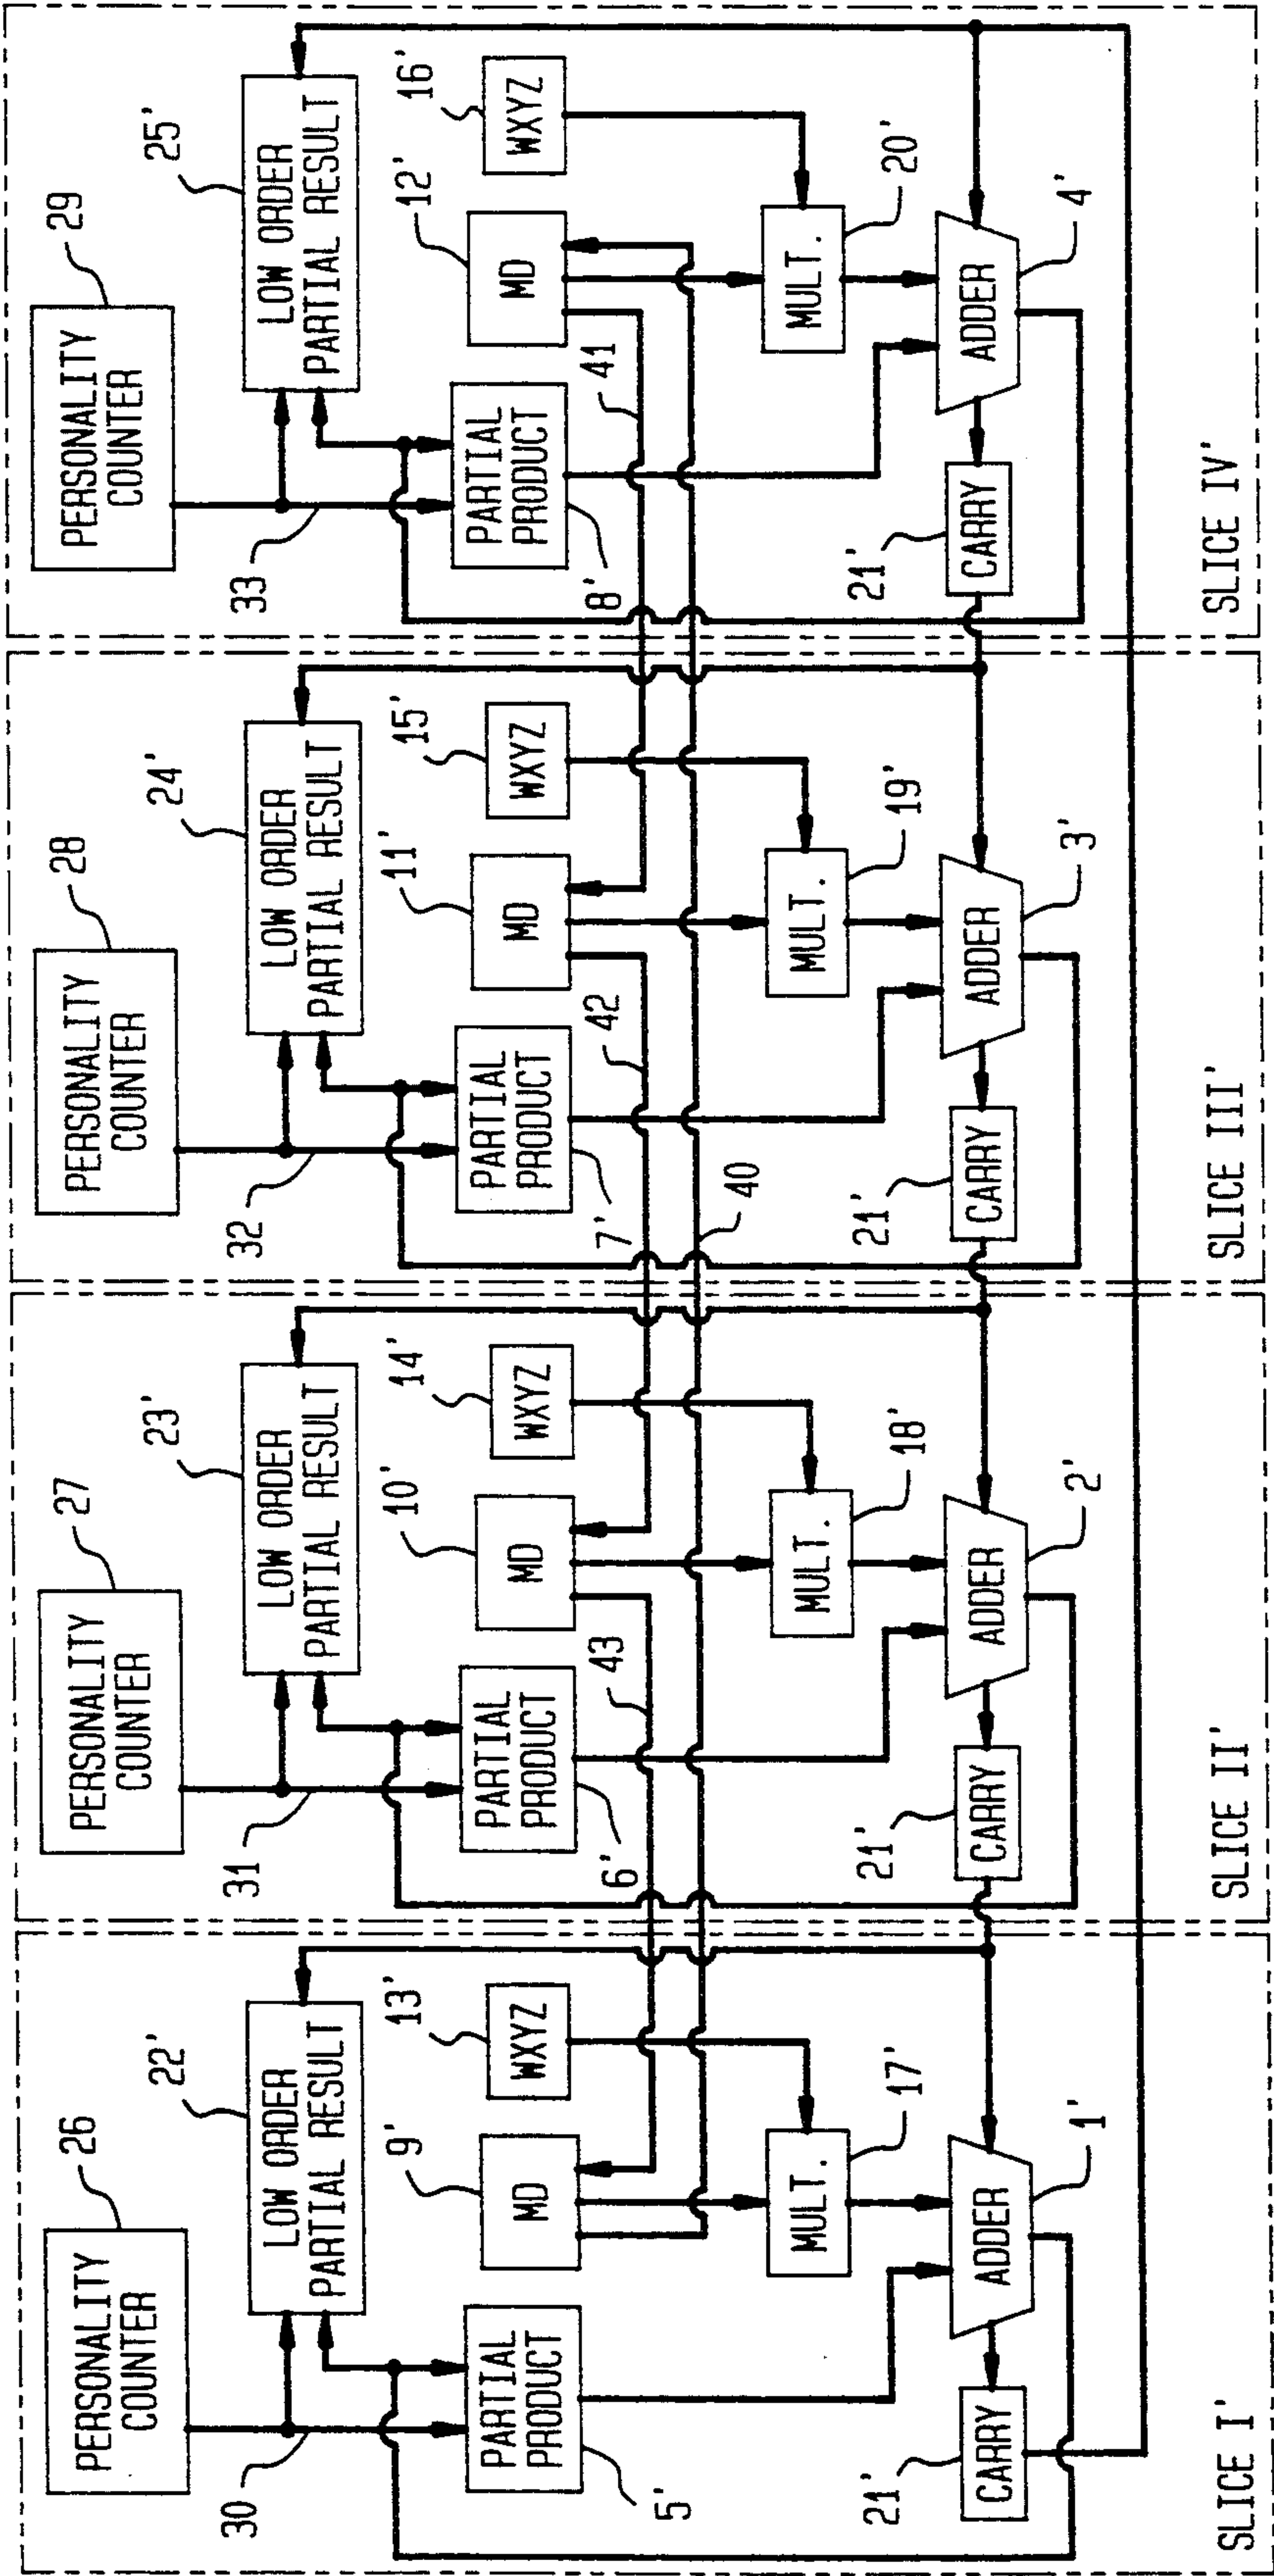 PERSONALITY
COUNTER
26
LOW ORDER
PARTIAL RESULT
22'
30
PARTIAL
PRODUCT
5'
MD
9'
WXYZ
13'
MULT.
17'
ADDER
1'
CARRY
21'
SLICE I'
PERSONALITY
COUNTER
27
LOW ORDER
PARTIAL RESULT
23'
31
PARTIAL
PRODUCT
6'
MD
10'
WXYZ
14'
43
MULT.
18'
ADDER
2'
CARRY
21'
SLICE II'
PERSONALITY
COUNTER
28
LOW ORDER
PARTIAL RESULT
24'
32
PARTIAL
PRODUCT
7'
MD
11'
WXYZ
15'
42
40
MULT.
19'
ADDER
3'
CARRY
21'
SLICE III'
PERSONALITY
COUNTER
29
LOW ORDER
PARTIAL RESULT
25'
33
PARTIAL
PRODUCT
8'
MD
12'
WXYZ
16'
41
MULT.
20'
ADDER
4'
CARRY
21'
SLICE IV'